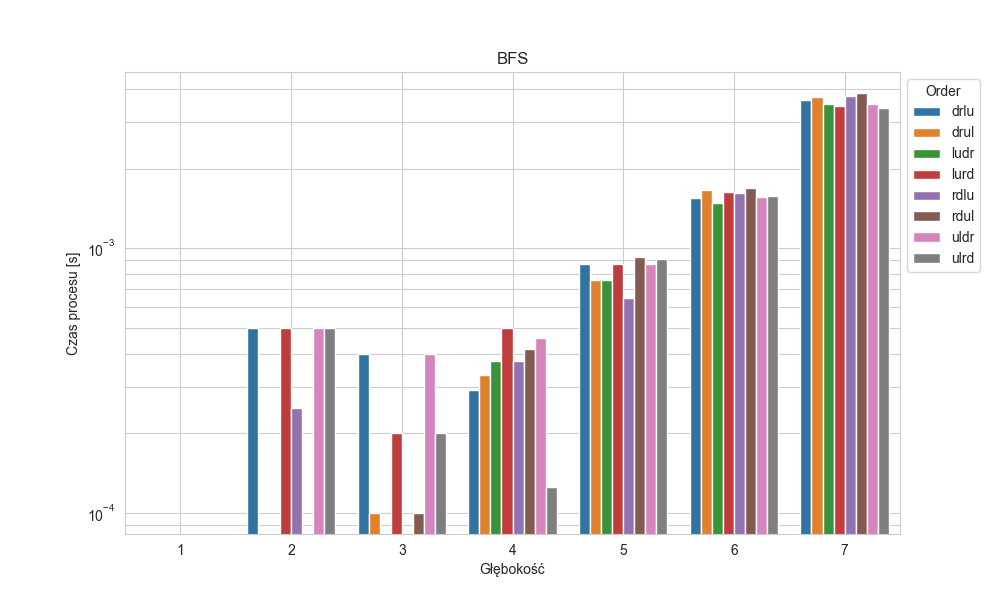 BFS
Czas procesu [s]
10⁻³
10⁻⁴
1 2 3 4 5 6 7
Głębokość
Order
drlu
drul
ludr
lurd
rdlu
rdul
uldr
ulrd